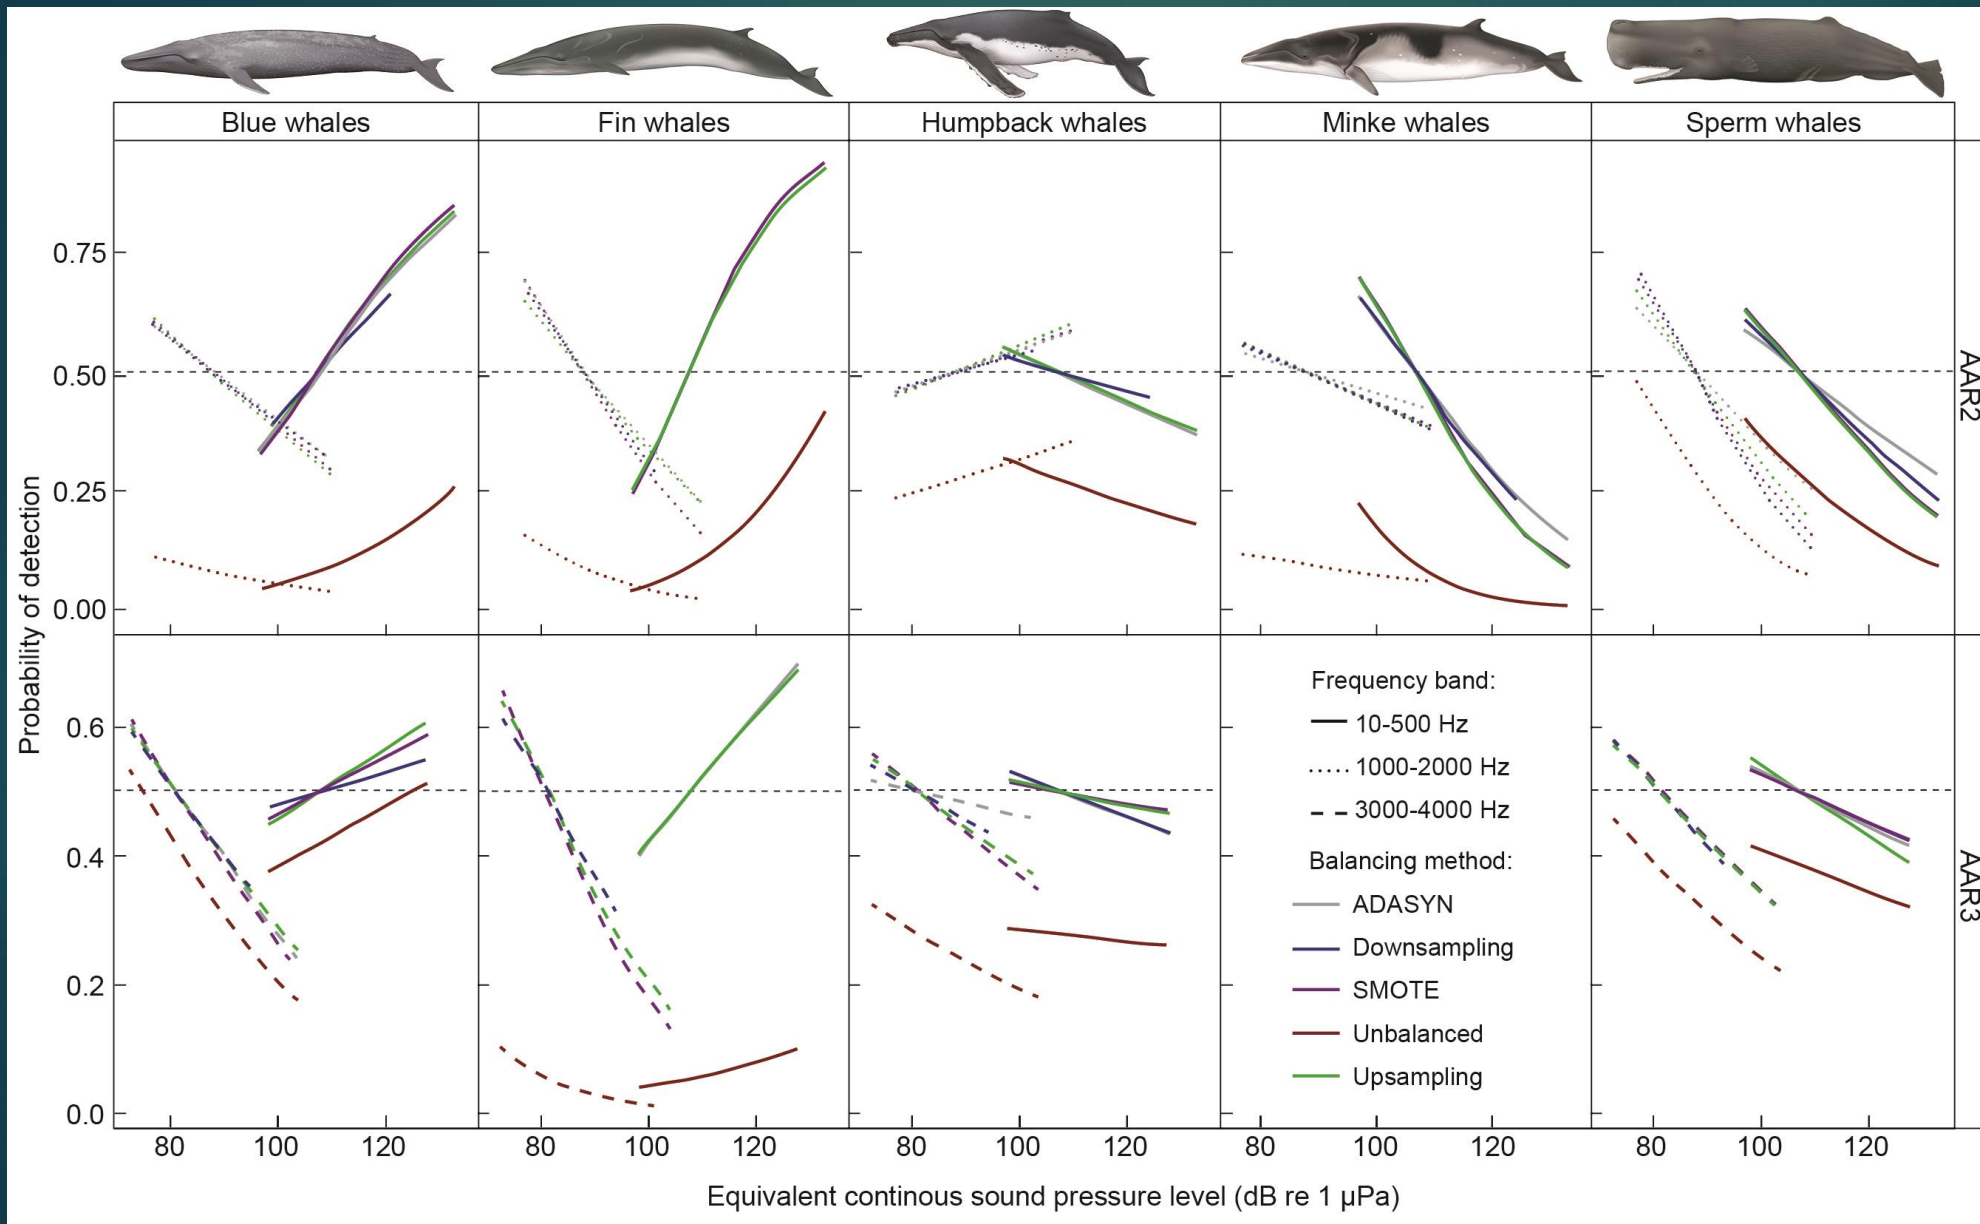 Blue whales
Fin whales
Humpback whales
Minke whales
Sperm whales
Probability of detection
0.75
0.50
0.25
0.00
AAR2
0.6
0.4
0.2
0.0
AAR3
Frequency band:
10-500 Hz
1000-2000 Hz
3000-4000 Hz
Balancing method:
ADASYN
Downsampling
SMOTE
Unbalanced
Upsampling
80 100 120
80 100 120
80 100 120
80 100 120
80 100 120
Equivalent continous sound pressure level (dB re 1 µPa)